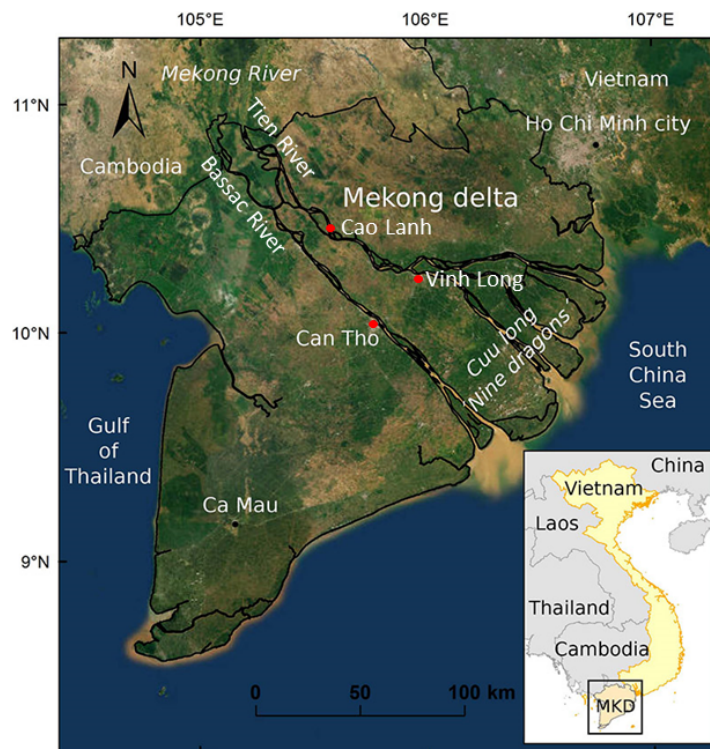 105°E
106°E
107°E
N
Mekong River
Vietnam
11°N
Ho Chi Minh city
Tien River
Cambodia
Bassac River
Mekong delta
Cao Lanh
Vinh Long
10°N
Can Tho
Cuu long
‘Nine dragons’
South
China
Sea
Gulf
of
Thailand
Ca Mau
9°N
0
50
100 km
China
Vietnam
Laos
Thailand
Cambodia
MKD